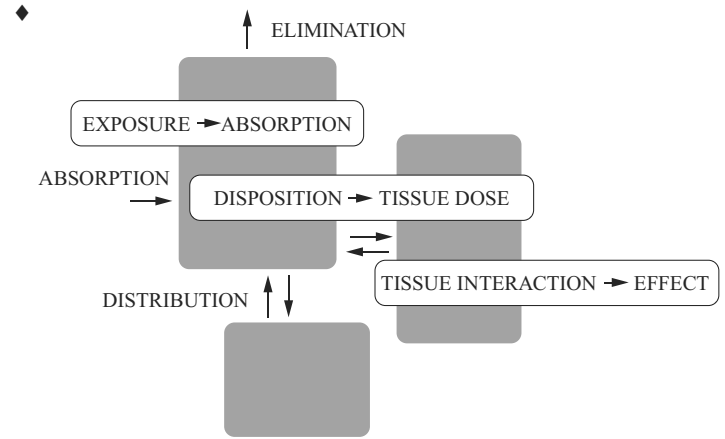 ELIMINATION
EXPOSURE → ABSORPTION
ABSORPTION
DISPOSITION → TISSUE DOSE
TISSUE INTERACTION → EFFECT
DISTRIBUTION